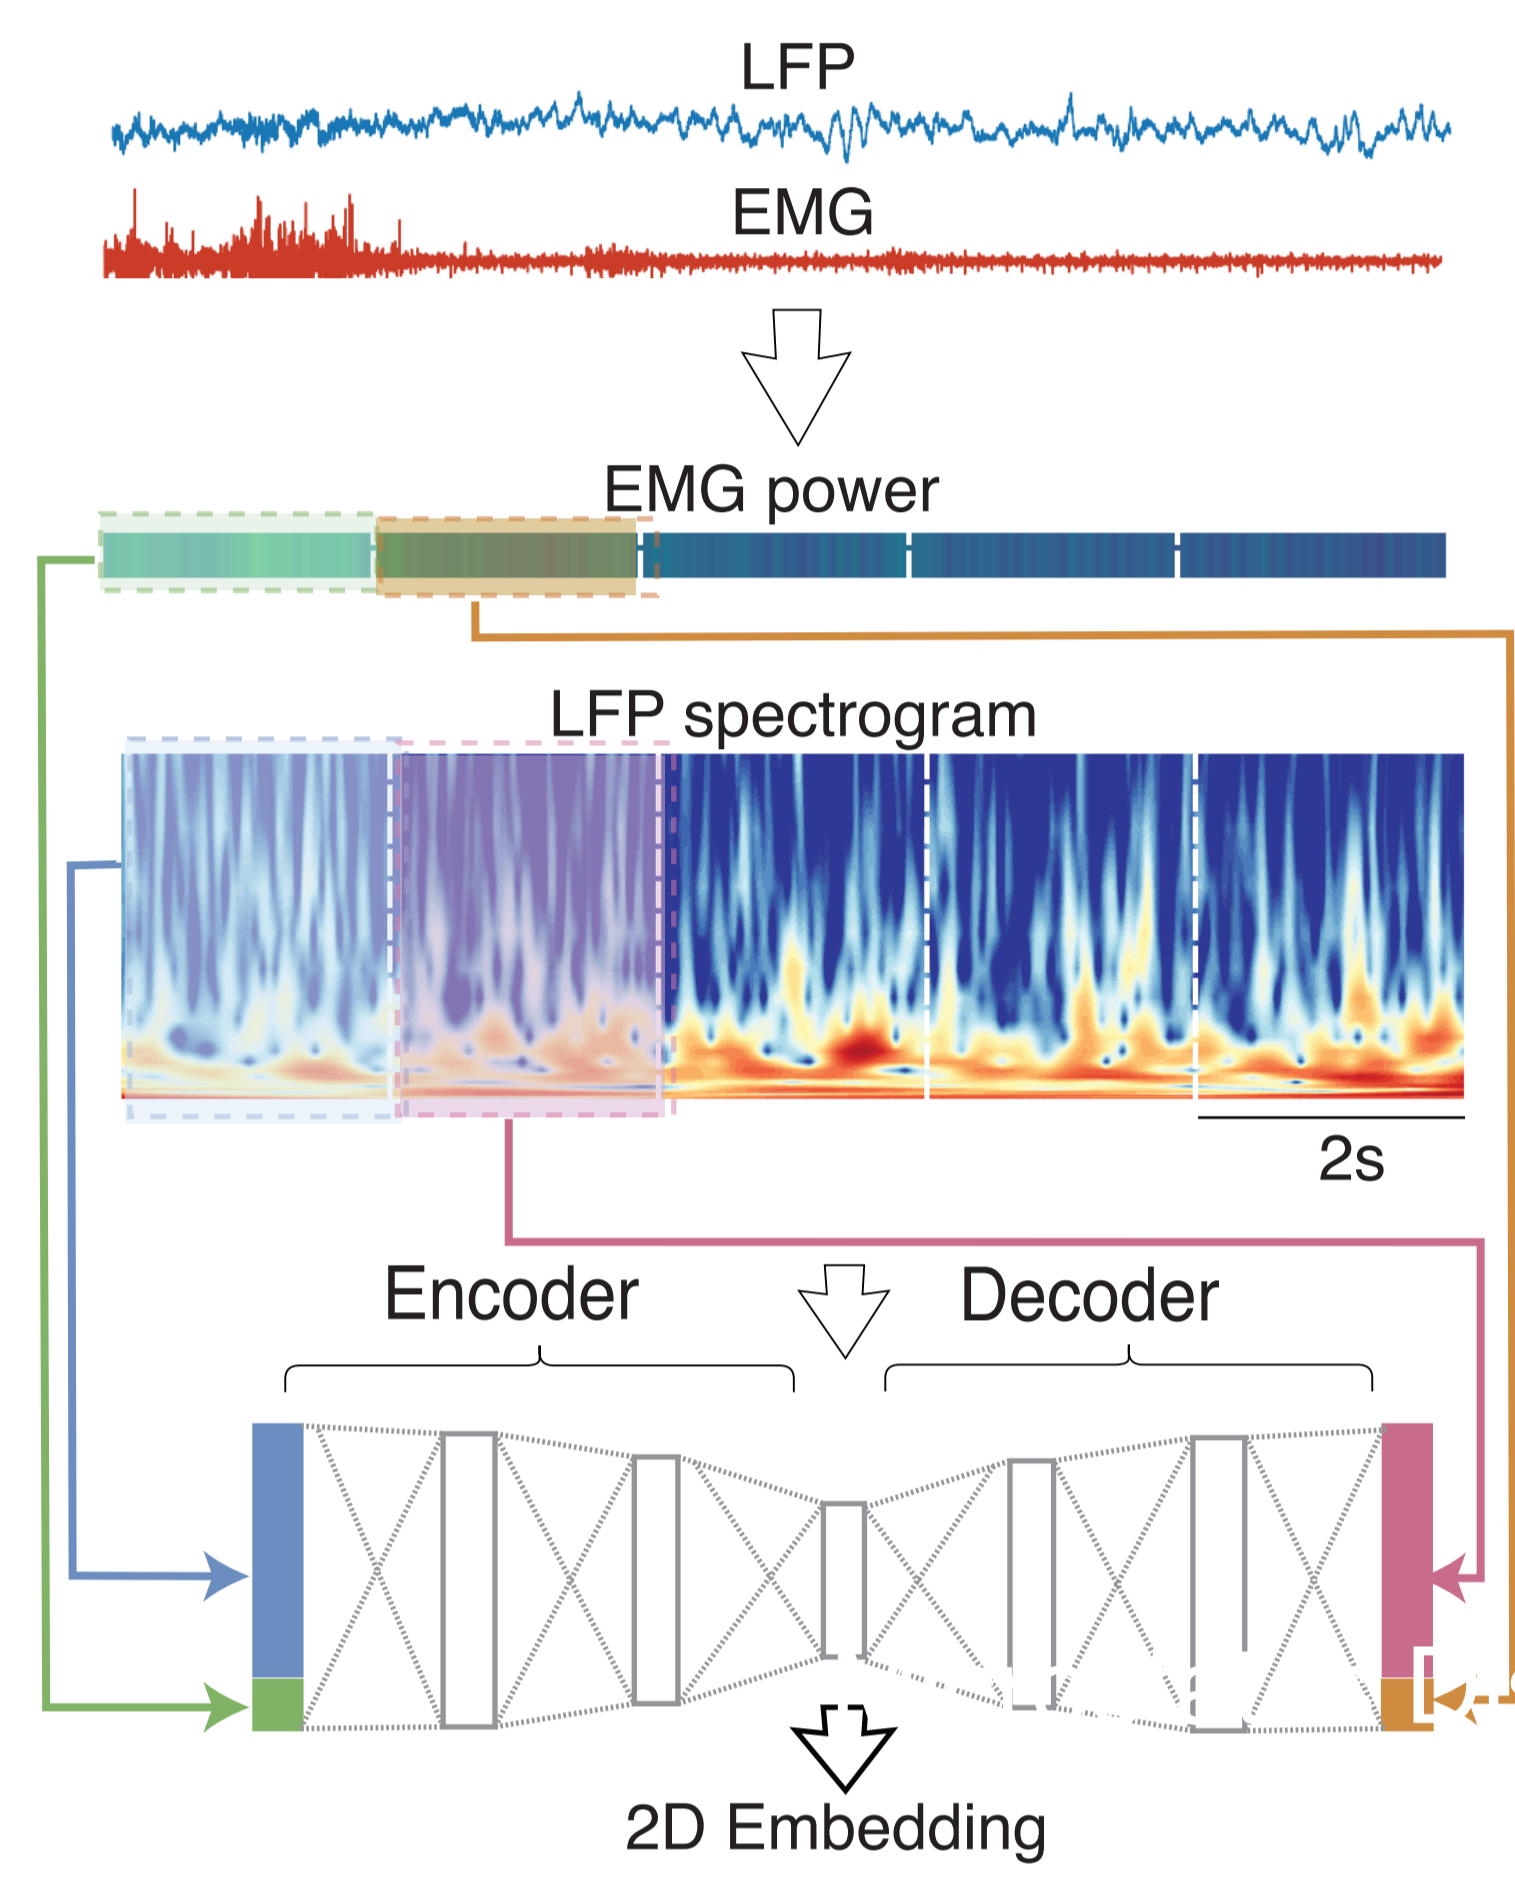 LFP
EMG
EMG power
LFP spectrogram
2s
Encoder
Decoder
2D Embedding